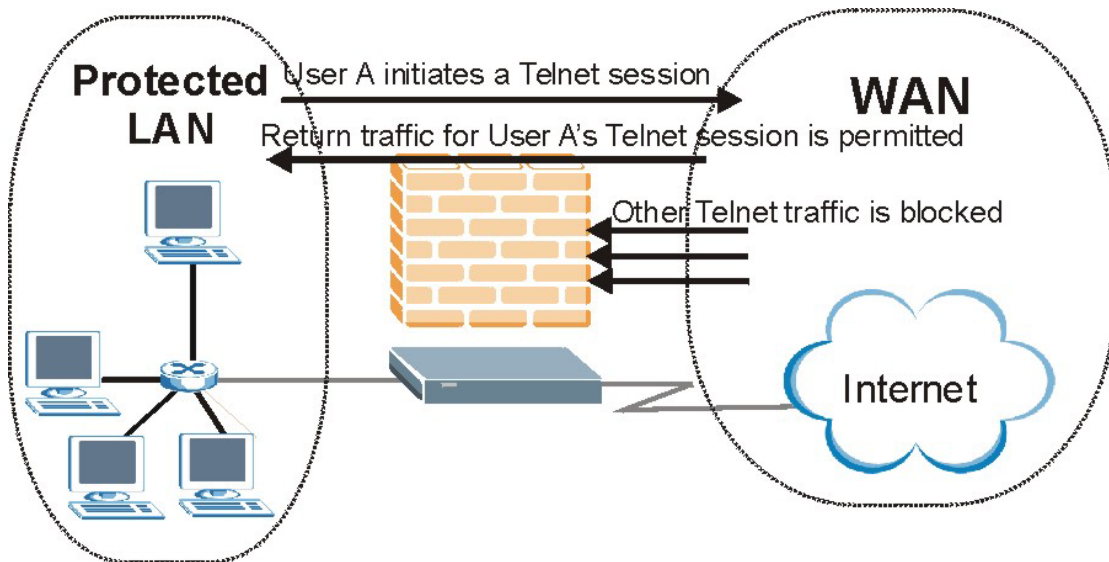 Protected
LAN
User A initiates a Telnet session
WAN
Return traffic for User A's Telnet session is permitted
Other Telnet traffic is blocked
Internet